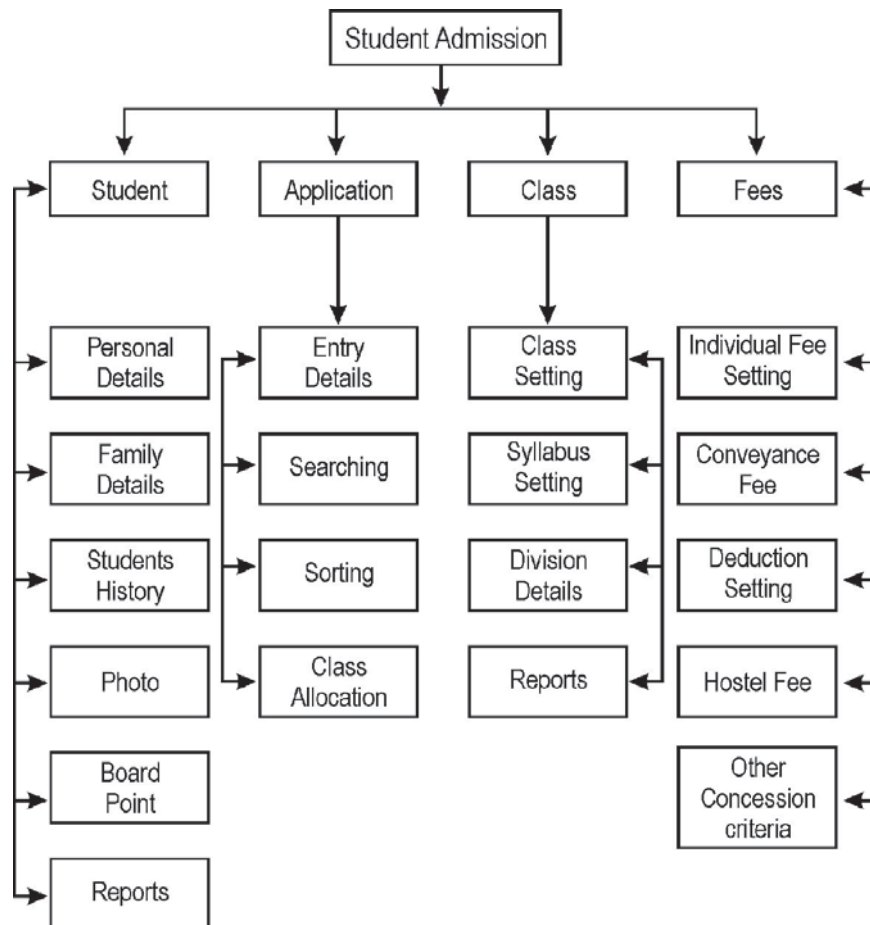 Student Admission
Student
Application
Class
Fees
Personal
Details
Entry
Details
Class
Setting
Individual Fee
Setting
Family
Details
Searching
Syllabus
Setting
Conveyance
Fee
Students
History
Sorting
Division
Details
Deduction
Setting
Photo
Class
Allocation
Reports
Hostel Fee
Board
Point
Other
Concession
criteria
Reports